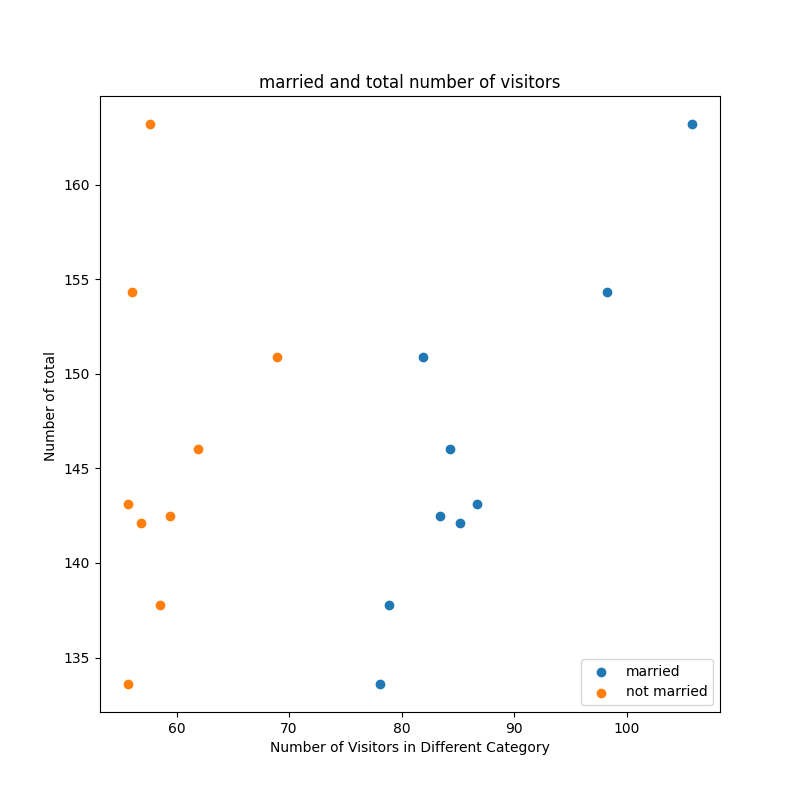 married and total number of visitors
Number of total
160
155
150
145
140
135
60 70 80 90 100
Number of Visitors in Different Category
married
not married